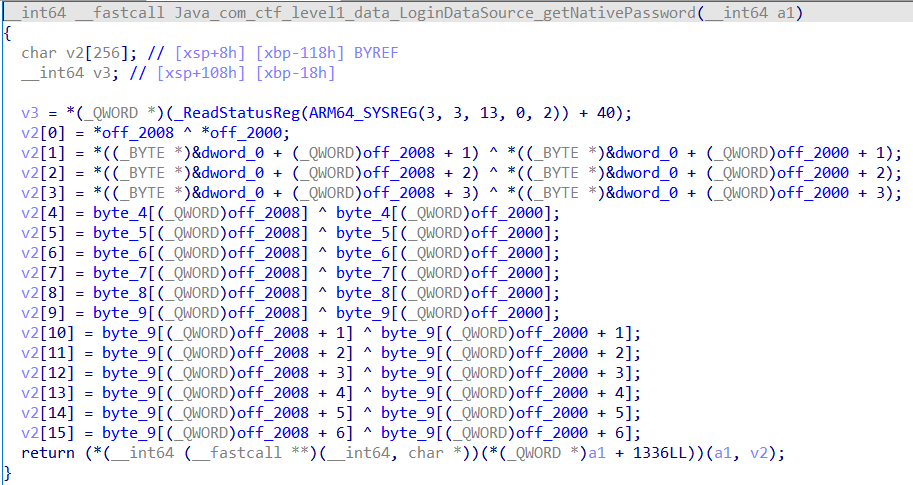 __int64 __fastcall Java_com_ctf_level1_data_LoginDataSource_getNativePassword(__int64 a1)
{
  char v2[256]; // [xsp+8h] [xbp-118h] BYREF
  __int64 v3; // [xsp+108h] [xbp-18h]

  v3 = *(_QWORD *)(_ReadStatusReg(ARM64_SYSREG(3, 3, 13, 0, 2)) + 40);
  v2[0] = *off_2008 ^ *off_2000;
  v2[1] = *((_BYTE *)&dword_0 + (_QWORD)off_2008 + 1) ^ *((_BYTE *)&dword_0 + (_QWORD)off_2000 + 1);
  v2[2] = *((_BYTE *)&dword_0 + (_QWORD)off_2008 + 2) ^ *((_BYTE *)&dword_0 + (_QWORD)off_2000 + 2);
  v2[3] = *((_BYTE *)&dword_0 + (_QWORD)off_2008 + 3) ^ *((_BYTE *)&dword_0 + (_QWORD)off_2000 + 3);
  v2[4] = byte_4[(_QWORD)off_2008] ^ byte_4[(_QWORD)off_2000];
  v2[5] = byte_5[(_QWORD)off_2008] ^ byte_5[(_QWORD)off_2000];
  v2[6] = byte_6[(_QWORD)off_2008] ^ byte_6[(_QWORD)off_2000];
  v2[7] = byte_7[(_QWORD)off_2008] ^ byte_7[(_QWORD)off_2000];
  v2[8] = byte_8[(_QWORD)off_2008] ^ byte_8[(_QWORD)off_2000];
  v2[9] = byte_9[(_QWORD)off_2008] ^ byte_9[(_QWORD)off_2000];
  v2[10] = byte_9[(_QWORD)off_2008 + 1] ^ byte_9[(_QWORD)off_2000 + 1];
  v2[11] = byte_9[(_QWORD)off_2008 + 2] ^ byte_9[(_QWORD)off_2000 + 2];
  v2[12] = byte_9[(_QWORD)off_2008 + 3] ^ byte_9[(_QWORD)off_2000 + 3];
  v2[13] = byte_9[(_QWORD)off_2008 + 4] ^ byte_9[(_QWORD)off_2000 + 4];
  v2[14] = byte_9[(_QWORD)off_2008 + 5] ^ byte_9[(_QWORD)off_2000 + 5];
  v2[15] = byte_9[(_QWORD)off_2008 + 6] ^ byte_9[(_QWORD)off_2000 + 6];
  return (*(__int64 (__fastcall **)(__int64, char *))(*(_QWORD *)a1 + 1336LL))(a1, v2);
}